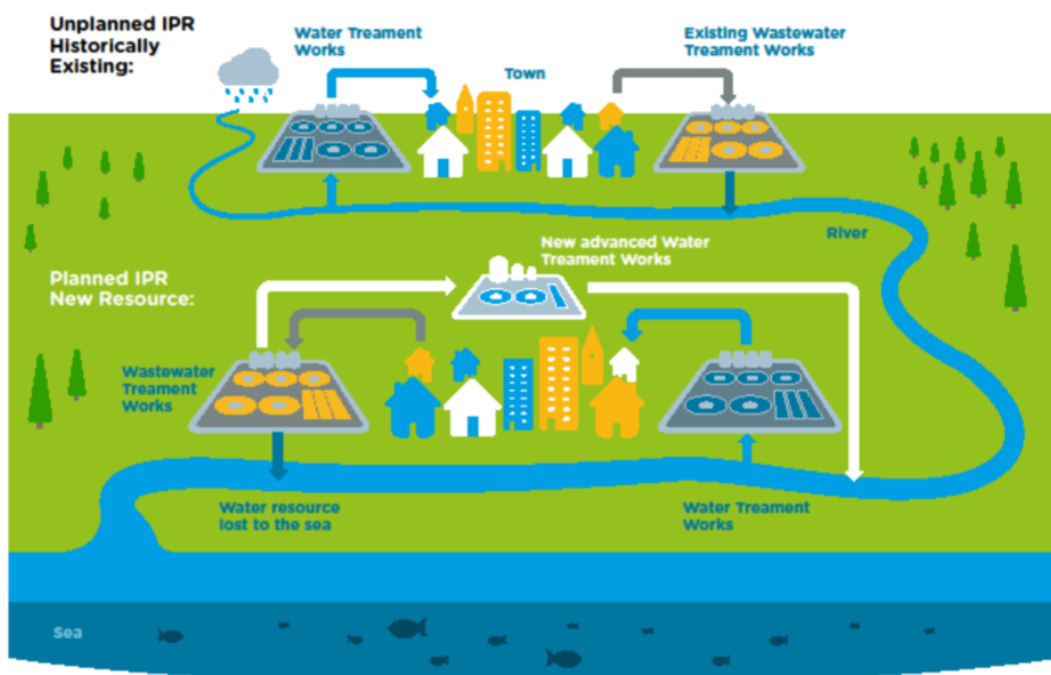 Unplanned IPR
Historically
Existing:
Water Treament
Works
Town
Existing Wastewater
Treament Works
River
New advanced Water
Treament Works
Planned IPR
New Resource:
Wastewater
Treament
Works
Water resource
lost to the sea
Water Treament
Works
Sea